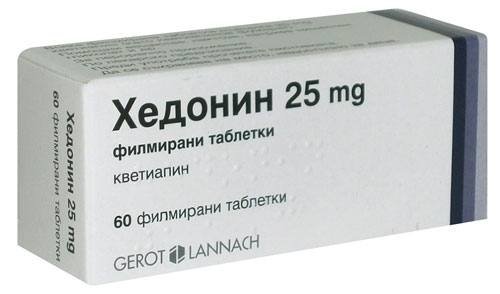 Хедонин 25 mg
филмирани таблетки
кветиапин
60 филмирани таблетки
GEROT LANNACH
Хедонин 25 mg
60 филмирани таблетки